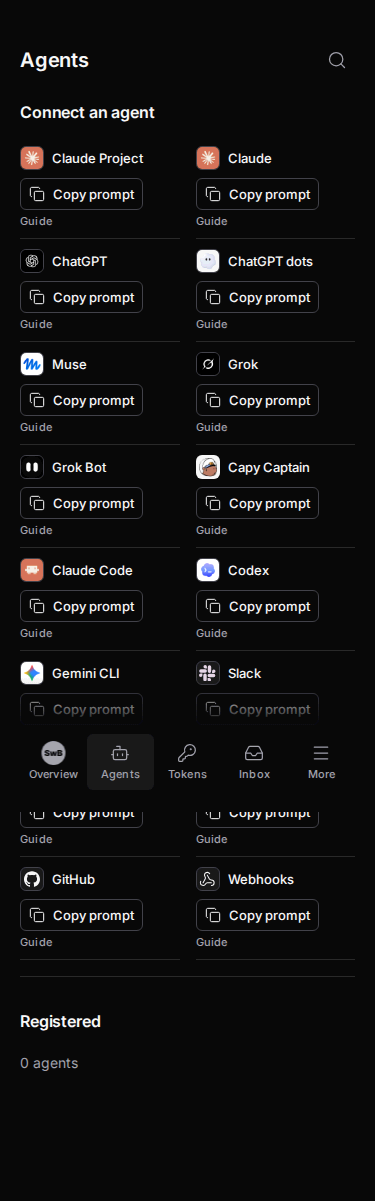 Agents
Connect an agent
Claude Project
Claude
Copy prompt
Copy prompt
Guide
Guide
ChatGPT
ChatGPT dots
Copy prompt
Copy prompt
Guide
Guide
Muse
Grok
Copy prompt
Copy prompt
Guide
Guide
Grok Bot
Capy Captain
Copy prompt
Copy prompt
Guide
Guide
Claude Code
Codex
Copy prompt
Copy prompt
Guide
Guide
Gemini CLI
Slack
Copy prompt
Copy prompt
SwB
Overview
Agents
Tokens
Inbox
More
Copy prompt
Copy prompt
Guide
Guide
GitHub
Webhooks
Copy prompt
Copy prompt
Guide
Guide
Registered
0 agents